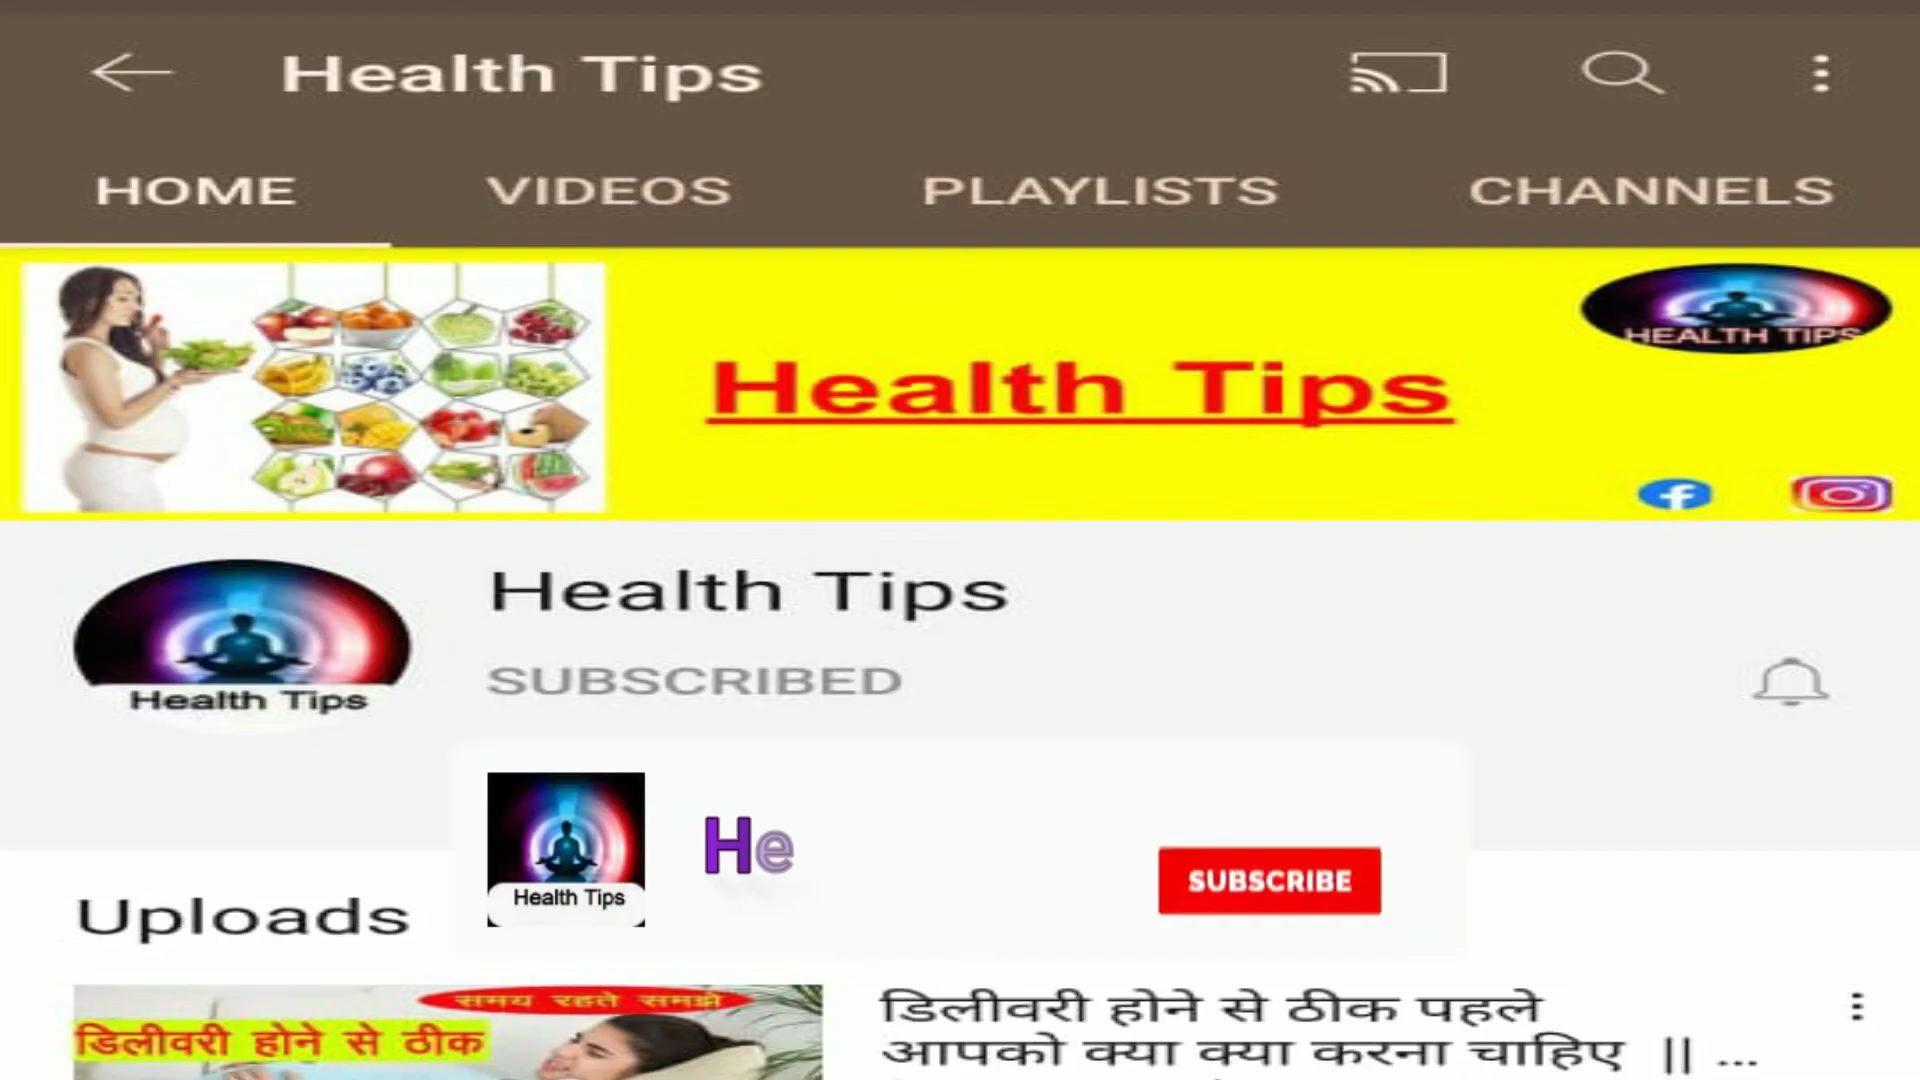 Health Tips
HOME VIDEOS PLAYLISTS CHANNELS
HEALTH TIPS
Health Tips
Health Tips
SUBSCRIBED
Health Tips
He
Health Tips
SUBSCRIBE
Uploads
समय रहते समझे
डिलीवरी होने से ठीक
डिलीवरी होने से ठीक पहले
आपको क्या क्या करना चाहिए || ...